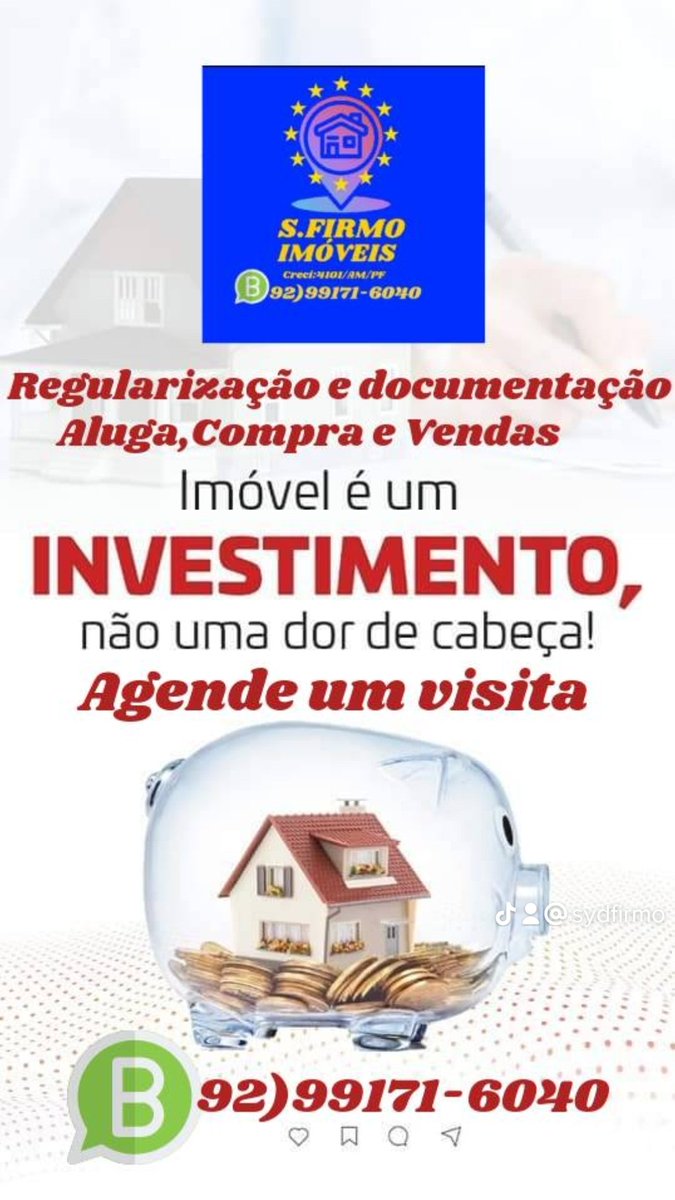 S.FIRMO
IMÓVEIS
Creci:4101/AM/PF
B 92)99171-6040
Regularização e documentação
Aluga,Compra e Vendas
Imóvel é um
INVESTIMENTO,
não uma dor de cabeça!
Agende um visita
@sydfirmo
B 92)99171-6040